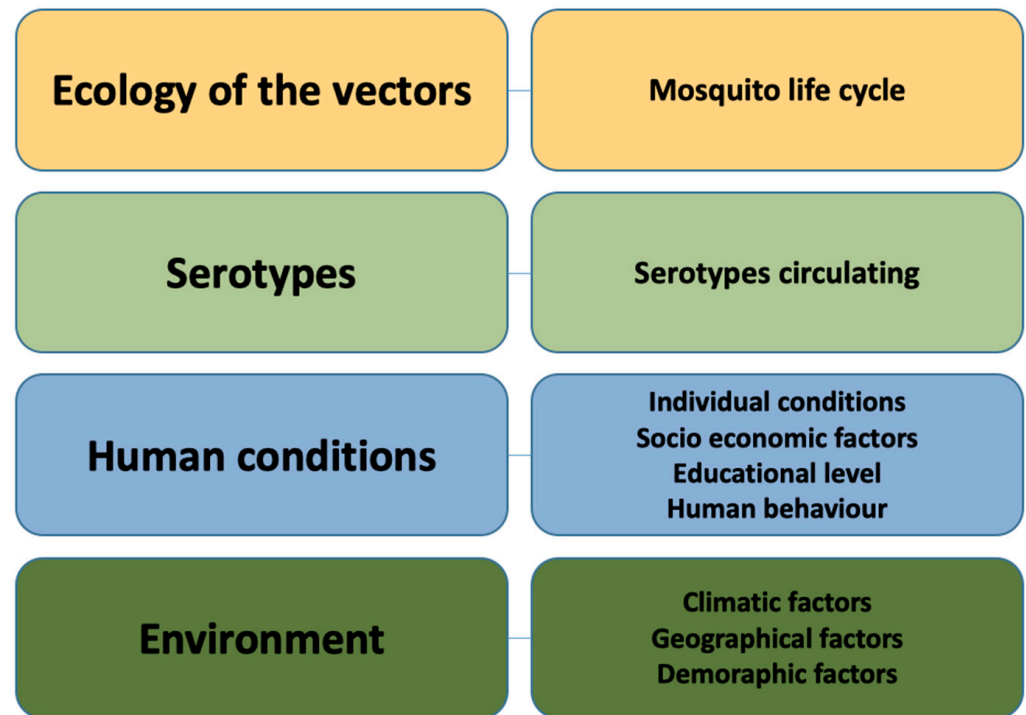 Ecology of the vectors
Mosquito life cycle
Serotypes
Serotypes circulating
Human conditions
Individual conditions
Socio economic factors
Educational level
Human behaviour
Environment
Climatic factors
Geographical factors
Demoraphic factors